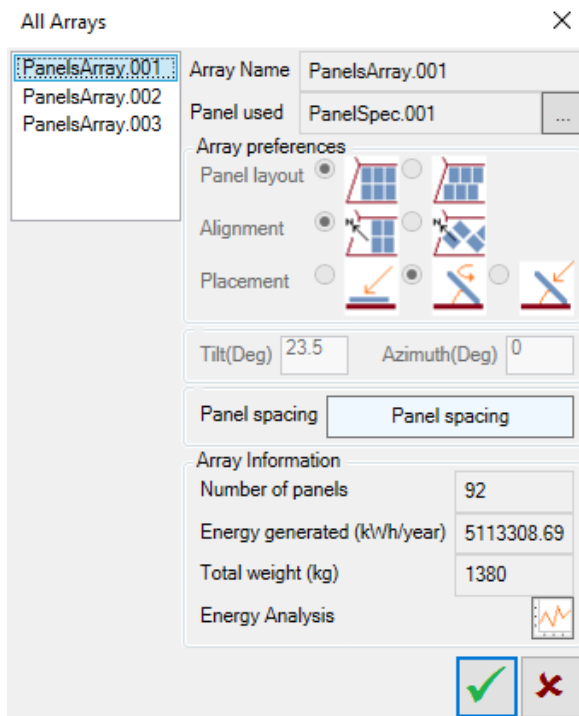 All Arrays
PanelsArray.001
PanelsArray.002
PanelsArray.003
Array Name PanelsArray.001
Panel used PanelSpec.001 ...
Array preferences
Panel layout
Alignment N N
Placement
Tilt(Deg) 23.5 Azimuth(Deg) 0
Panel spacing Panel spacing
Array Information
Number of panels 92
Energy generated (kWh/year) 5113308.69
Total weight (kg) 1380
Energy Analysis